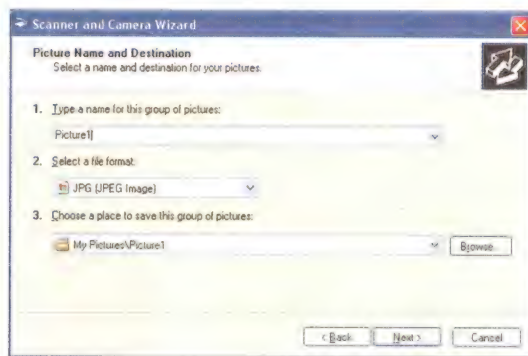 Scanner and Camera Wizard
Picture Name and Destination
Select a name and destination for your pictures.
1. Type a name for this group of pictures:
Picture1
2. Select a file format:
JPG (JPEG Image)
3. Choose a place to save this group of pictures:
My Pictures\Picture1
Browse...
< Back
Next >
Cancel